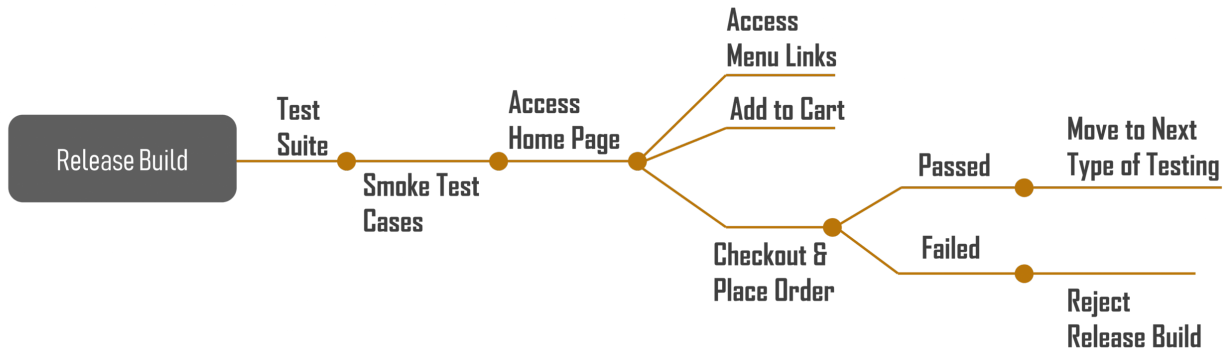 Release Build
Test
Suite
Smoke Test
Cases
Access
Home Page
Access
Menu Links
Add to Cart
Checkout &
Place Order
Passed
Move to Next
Type of Testing
Failed
Reject
Release Build